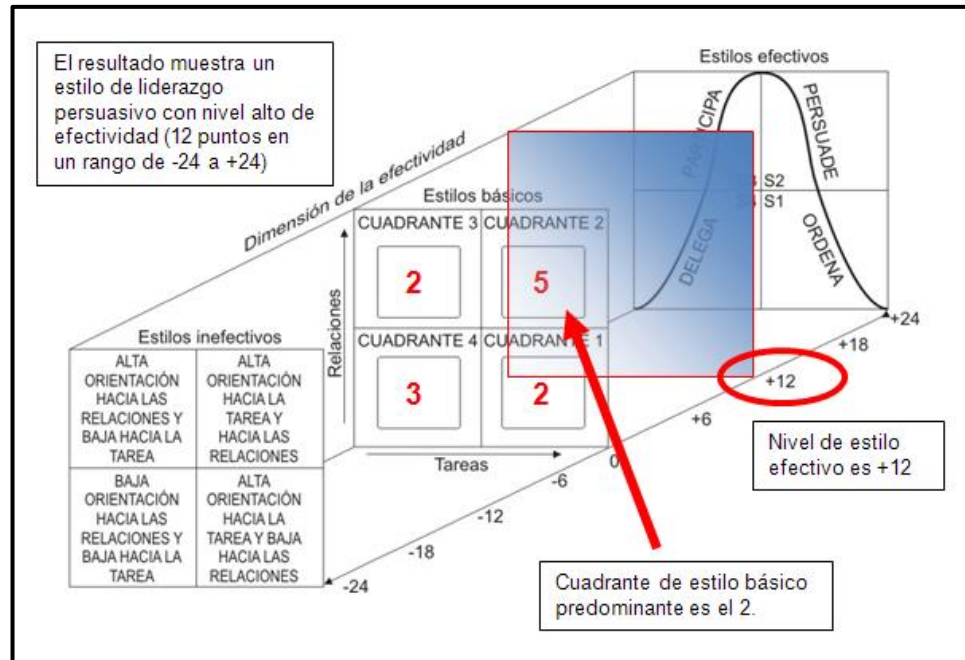 El resultado muestra un
estilo de liderazgo
persuasivo con nivel alto de
efectividad (12 puntos en
un rango de -24 a +24)
Dimensión de la efectividad
Estilos efectivos
PERSUADE
S2
S1
DELEGA
ORDENA
Estilos básicos
CUADRANTE 3
CUADRANTE 2
2
5
CUADRANTE 4
CUADRANTE 1
3
2
Relaciones
Tareas
Estilos inefectivos
ALTA
ORIENTACIÓN
HACIA LAS
RELACIONES Y
BAJA HACIA LA
TAREA
ALTA
ORIENTACIÓN
HACIA LA
TAREA Y
HACIA LAS
RELACIONES
BAJA
ORIENTACIÓN
HACIA LAS
RELACIONES Y
BAJA HACIA LA
TAREA
ALTA
ORIENTACIÓN
HACIA LA
TAREA Y BAJA
HACIA LAS
RELACIONES
+24
+18
+12
+6
0
-6
-12
-18
-24
Nivel de estilo
efectivo es +12
Cuadrante de estilo básico
predominante es el 2.